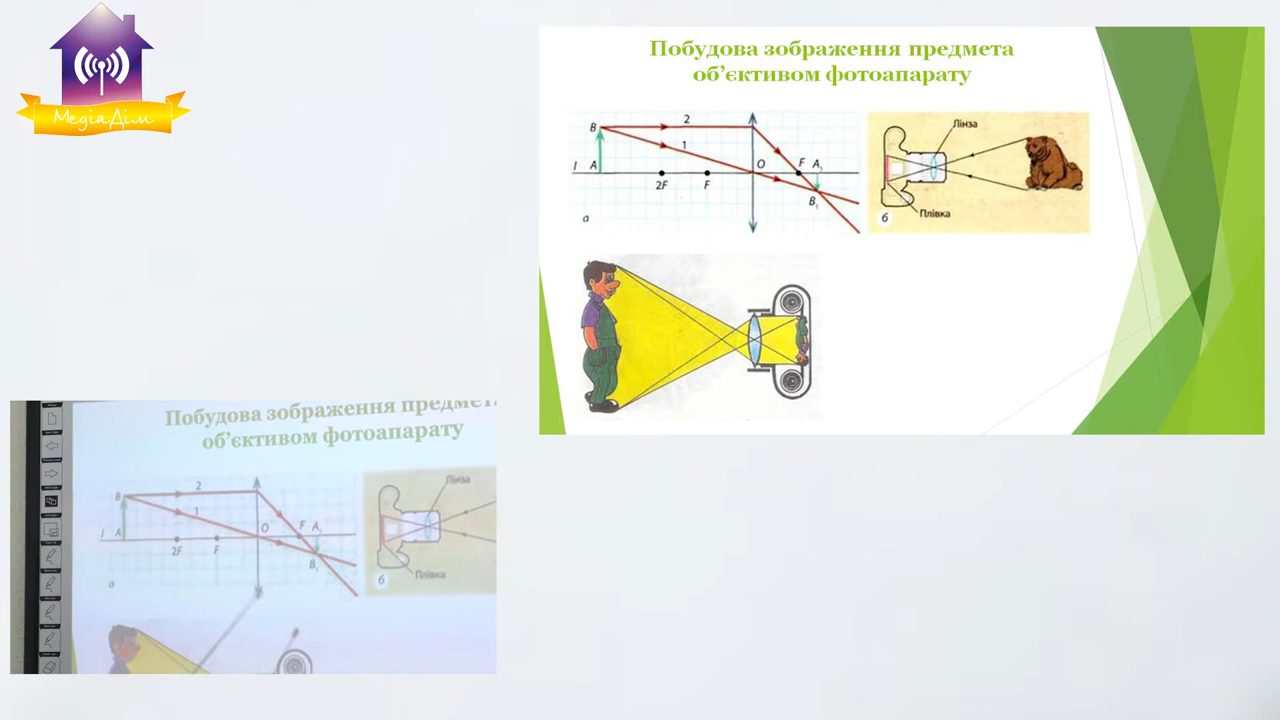 МедіаДім
Побудова зображення предмета
об’єктивом фотоапарату
B
2
1
I
A
O
F
A₁
2F
F
B₁
а
Лінза
Плівка
б
Побудова зображення предмета
об’єктивом фотоапарату
B
2
1
I
A
O
F
A₁
2F
F
B₁
а
Лінза
Плівка
б